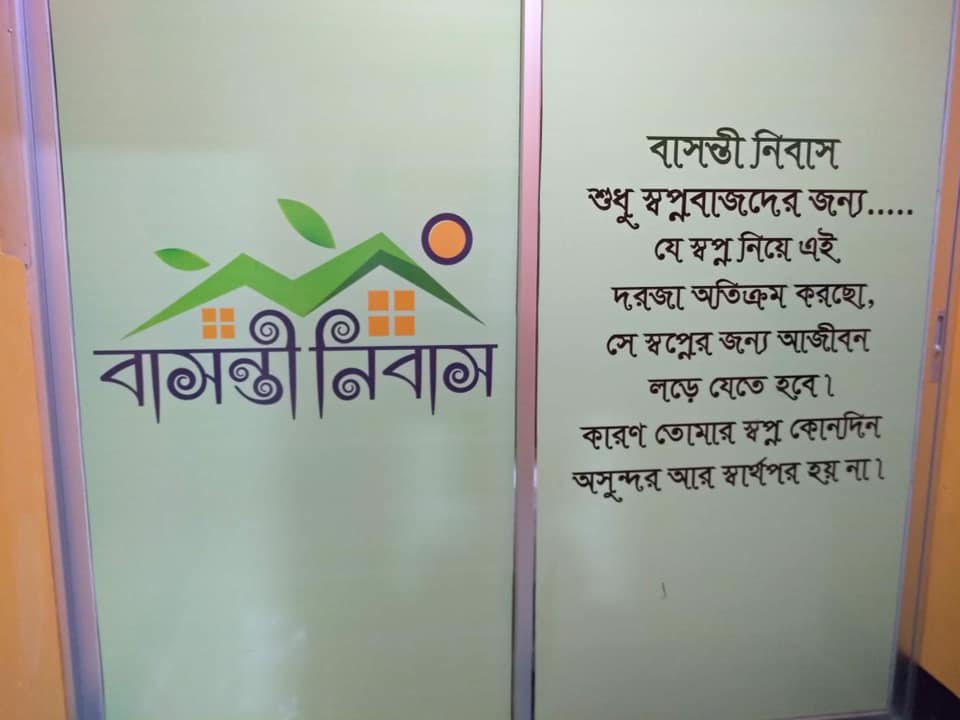 বাসন্তী নিবাস
বাসন্তী নিবাস
শুধু স্বপ্নবাজদের জন্য.....
যে স্বপ্ন নিয়ে এই
দরজা অতিক্রম করছো,
সে স্বপ্নের জন্য আজীবন
লড়ে যেতে হবে।
কারণ তোমার স্বপ্ন কোনদিন
অসুন্দর আর স্বার্থপর হয় না।